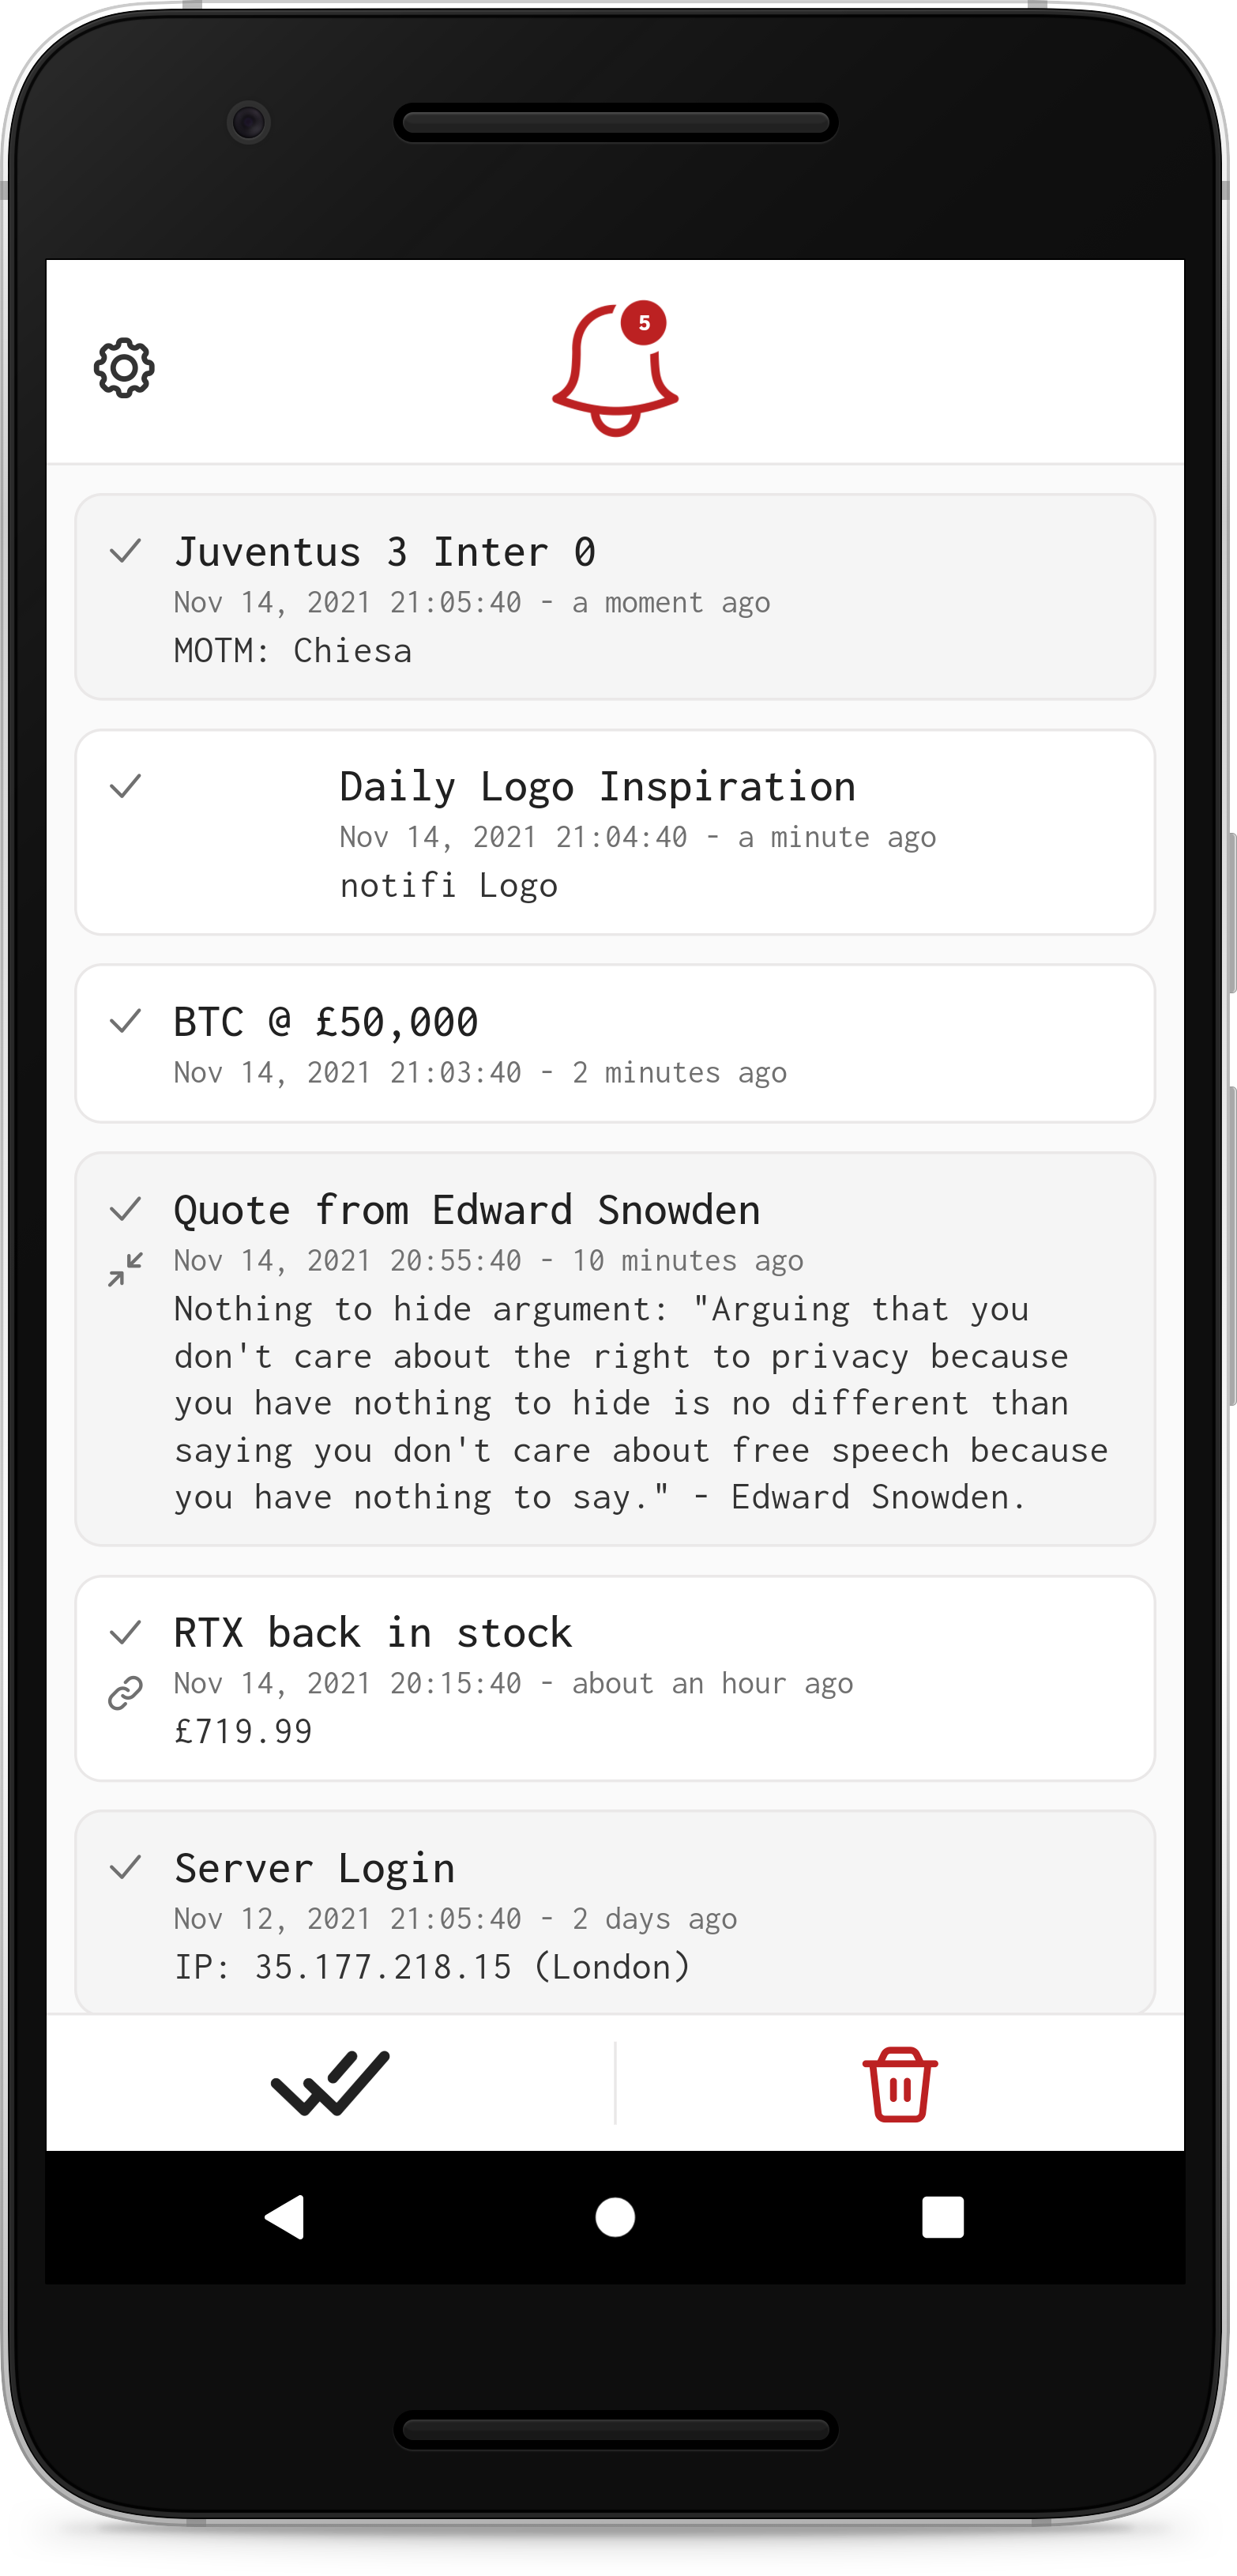 5
Juventus 3 Inter 0
Nov 14, 2021 21:05:40 - a moment ago
MOTM: Chiesa
Daily Logo Inspiration
Nov 14, 2021 21:04:40 - a minute ago
notifi Logo
BTC @ £50,000
Nov 14, 2021 21:03:40 - 2 minutes ago
Quote from Edward Snowden
Nov 14, 2021 20:55:40 - 10 minutes ago
Nothing to hide argument: "Arguing that you
don't care about the right to privacy because
you have nothing to hide is no different than
saying you don't care about free speech because
you have nothing to say." - Edward Snowden.
RTX back in stock
Nov 14, 2021 20:15:40 - about an hour ago
£719.99
Server Login
Nov 12, 2021 21:05:40 - 2 days ago
IP: 35.177.218.15 (London)